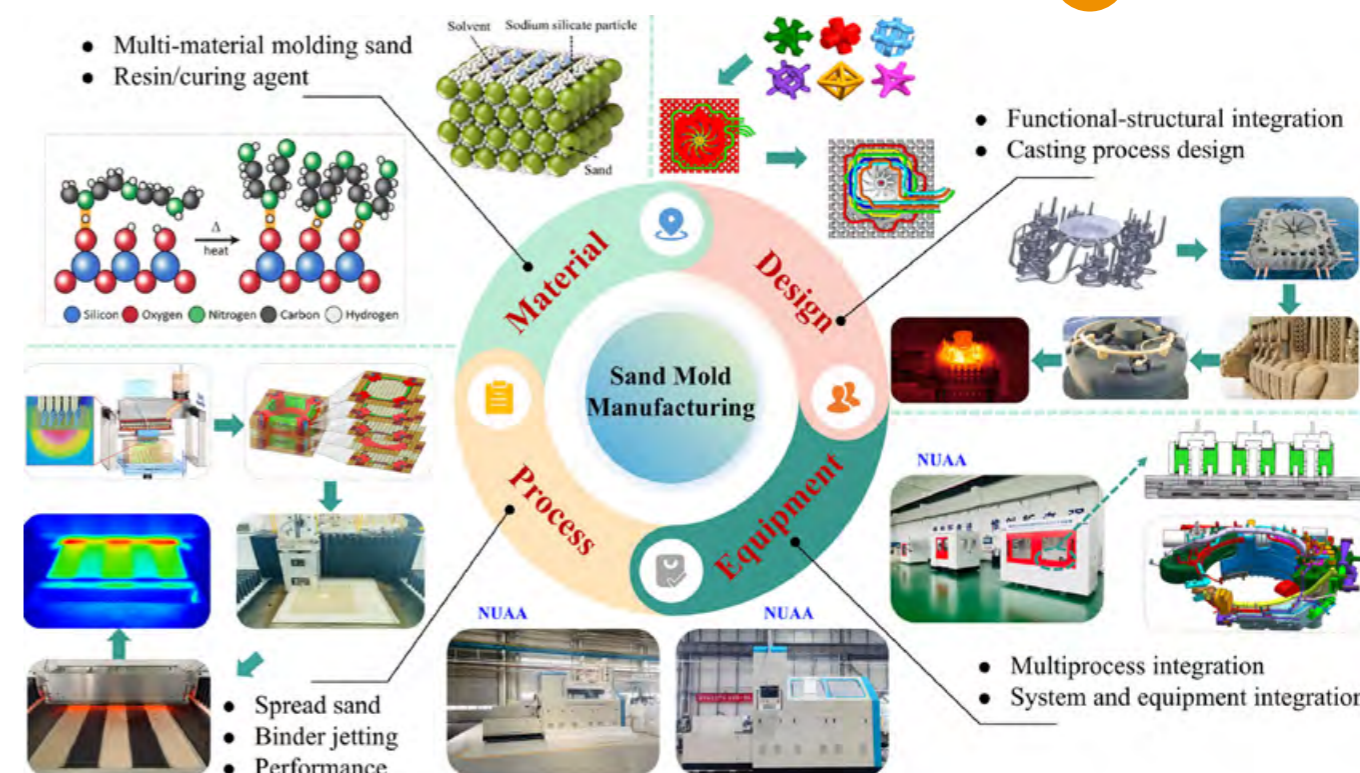 Multi-material molding sand
Resin/curing agent
Solvent
Sodium silicate particle
Sand
Δ
heat
Silicon
Oxygen
Nitrogen
Carbon
Hydrogen
Functional-structural integration
Casting process design
Material
Design
Sand Mold
Manufacturing
Process
Equipment
NUAA
NUAA
NUAA
Spread sand
Binder jetting
Performance
Multiprocess integration
System and equipment integration